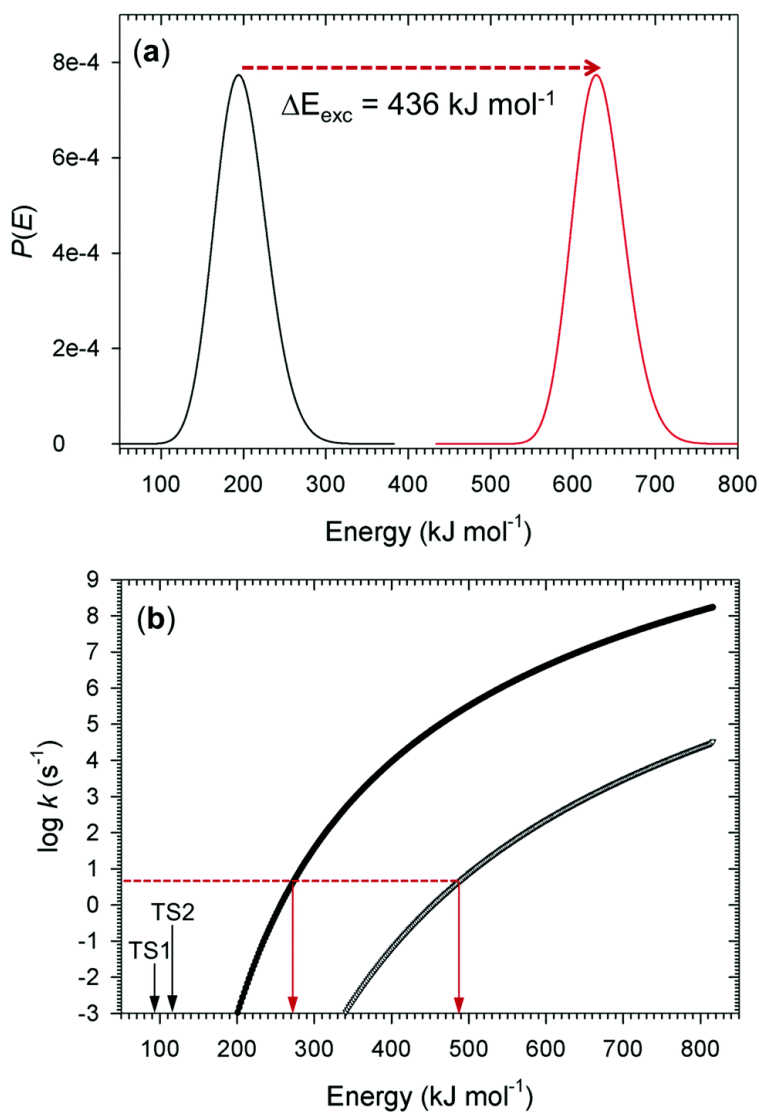 (a)
8e-4
6e-4
4e-4
2e-4
0
P(E)
ΔEexc = 436 kJ mol-1
100 200 300 400 500 600 700 800
Energy (kJ mol-1)
(b)
9
8
7
6
5
4
3
2
1
0
-1
-2
-3
log k (s-1)
TS2
TS1
100 200 300 400 500 600 700 800
Energy (kJ mol-1)